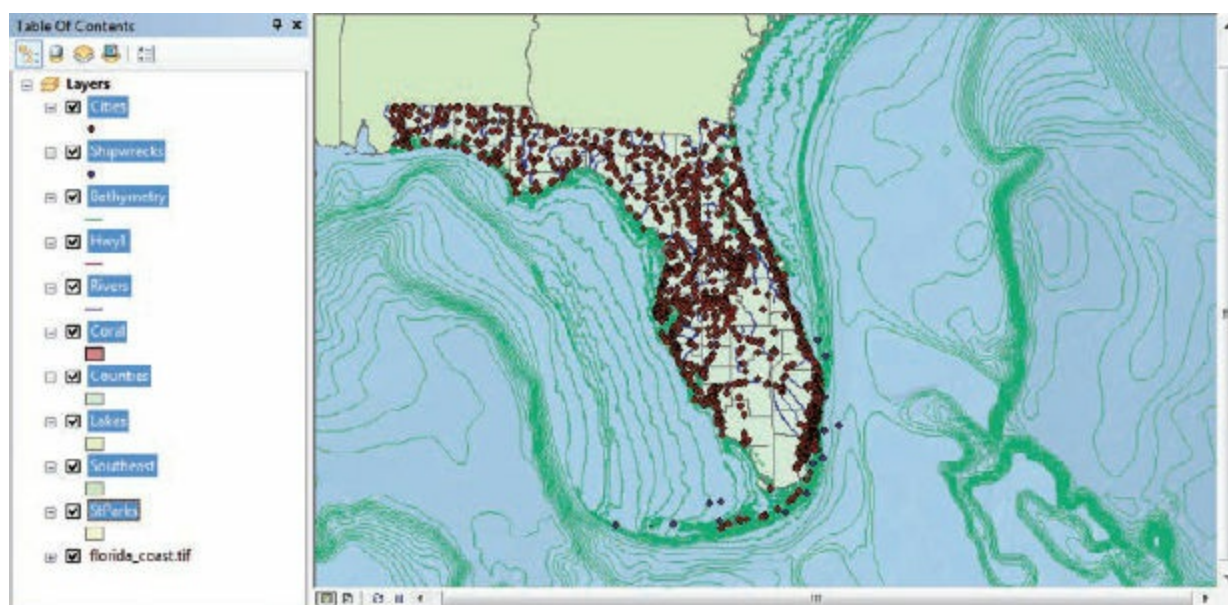 Table Of Contents
Layers
Cities
Shipwrecks
Bathymetry
Hwy1
Rivers
Coral
Counties
Lakes
Southeast
StParks
florida_coast.tif